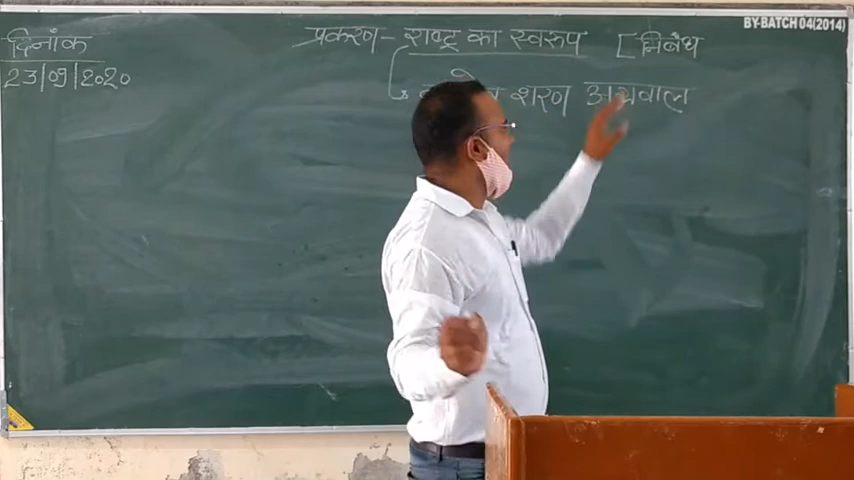 BY-BATCH 04(2014)
दिनांक
23/09/2020
प्रकरण- राष्ट्र का स्वरूप [निबंध
शरण अग्रवाल